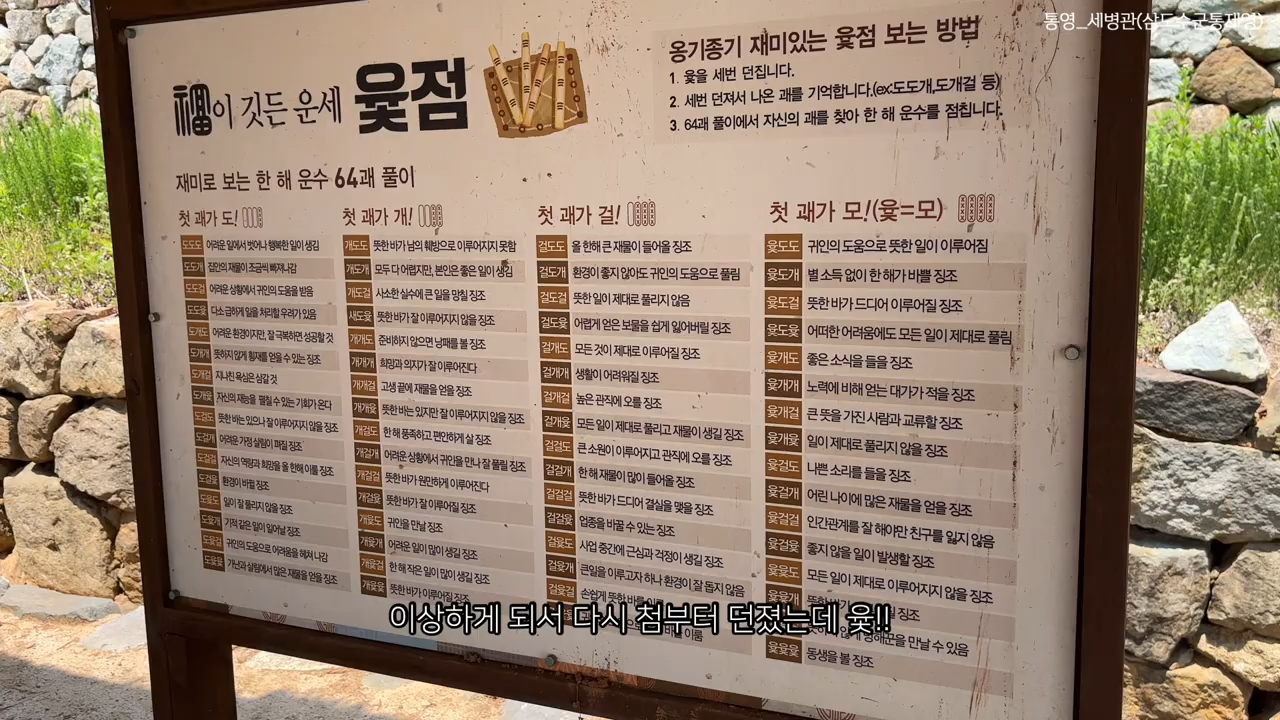 통영_세병관(삼도수군통제영)
福이 깃든 운세 윷점
옹기종기 재미있는 윷점 보는 방법
1. 윷을 세번 던집니다.
2. 세번 던져서 나온 괘를 기억합니다.(ex:도도개,도개걸 등)
3. 64괘 풀이에서 자신의 괘를 찾아 한 해 운수를 점칩니다.
재미로 보는 한 해 운수 64괘 풀이
첫 괘가 도!
도도도 어려운 일에서 벗어나 행복한 일이 생김
도도개 집안의 재물이 조금씩 빠져나감
도도걸 어려운 상황에서 귀인의 도움을 받음
도도윷 다소 급하게 일을 처리할 우려가 있음
도개도 어려운 환경이지만, 잘 극복하면 성공할 것
도개개 뜻하지 않게 횡재를 얻을 수 있는 징조
도개걸 지나친 욕심은 삼갈 것
도개윷 자신의 재능을 펼칠 수 있는 기회가 온다
도걸도 뜻한 바는 있으나 잘 이루어지지 않을 징조
도걸개 어려운 가정 살림이 펴질 징조
도걸걸 자신의 역량과 희망을 올 한해 이룰 징조
도걸윷 환경이 바뀔 징조
도윷도 일이 잘 풀리지 않을 징조
도윷개 기적 같은 일이 일어날 징조
도윷걸 귀인의 도움으로 어려움을 헤쳐 나감
도윷윷 가난과 살림에서 많은 재물을 얻을 징조
첫 괘가 개!
개도도 뜻한 바가 남의 훼방으로 이루어지지 못함
개도개 모두 다 어렵지만, 본인은 좋은 일이 생김
개도걸 사소한 실수에 큰 일을 망칠 징조
새도윷 뜻한 바가 잘 이루어지지 않을 징조
개개도 준비하지 않으면 낭패를 볼 징조
개개개 희망과 의지가 잘 이루어진다
개개걸 고생 끝에 재물을 얻을 징조
개개윷 뜻한 바는 있지만 잘 이루어지지 않을 징조
개걸도 한 해 풍족하고 편안하게 살 징조
개걸개 어려운 상황에서 귀인을 만나 잘 풀릴 징조
개걸걸 뜻한 바가 원만하게 이루어진다
개걸윷 뜻한 바가 잘 이루어질 징조
개윷도 귀인을 만날 징조
개윷개 어려운 일이 많이 생길 징조
개윷걸 한 해 작은 일이 많이 생길 징조
개윷윷 뜻한 바가 이루어질 징조
첫 괘가 걸!
걸도도 올 한해 큰 재물이 들어올 징조
걸도개 환경이 좋지 않아도 귀인의 도움으로 풀림
걸도걸 뜻한 일이 제대로 풀리지 않음
걸도윷 어렵게 얻은 보물을 쉽게 잃어버릴 징조
걸개도 모든 것이 제대로 이루어질 징조
걸개개 생활이 어려워질 징조
걸개걸 높은 관직에 오를 징조
걸개윷 모든 일이 제대로 풀리고 재물이 생길 징조
걸걸도 큰 소원이 이루어지고 관직에 오를 징조
걸걸개 한 해 재물이 많이 들어올 징조
걸걸걸 뜻한 바가 드디어 결실을 맺을 징조
걸걸윷 업종을 바꿀 수 있는 징조
걸윷도 사업 중간에 근심과 걱정이 생길 징조
걸윷개 큰일을 이루고자 하나 환경이 잘 돕지 않음
걸윷걸 손쉽게 뜻한 바를
이룸
첫 괘가 모!(윷=모)
윷도도 귀인의 도움으로 뜻한 일이 이루어짐
윷도개 별 소득 없이 한 해가 바쁠 징조
윷도걸 뜻한 바가 드디어 이루어질 징조
윷도윷 어떠한 어려움에도 모든 일이 제대로 풀림
윷개도 좋은 소식을 들을 징조
윷개개 노력에 비해 얻는 대가가 적을 징조
윷개걸 큰 뜻을 가진 사람과 교류할 징조
윷개윷 일이 제대로 풀리지 않을 징조
윷걸도 나쁜 소리를 들을 징조
윷걸개 어린 나이에 많은 재물을 얻을 징조
윷걸걸 인간관계를 잘 해야만 친구를 잃지 않음
윷걸윷 좋지 않을 일이 발생할 징조
윷윷도 모든 일이 제대로 이루어지지 않을 징조
윷윷개 징조
방해꾼을 만날 수 있음
윷윷윷 동생을 볼 징조
이상하게 되서 다시 첨부터 던졌는데 윷!!